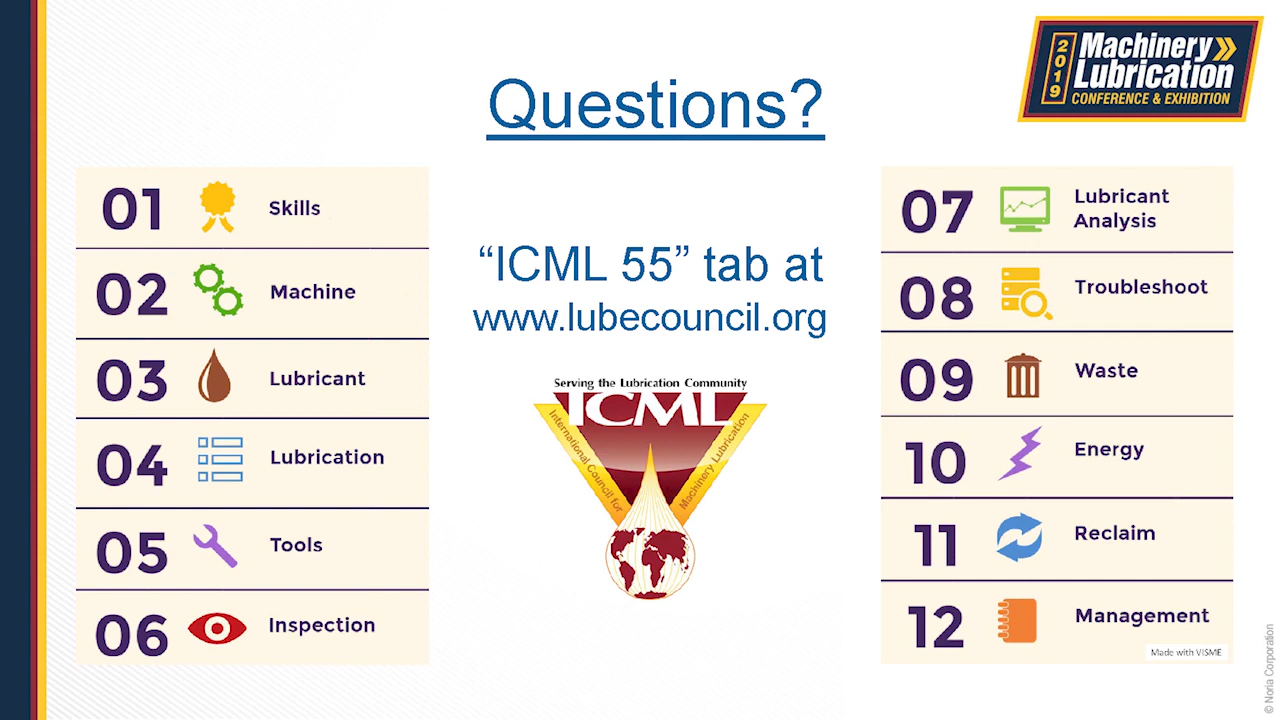 2019
Machinery
Lubrication
CONFERENCE & EXHIBITION
Questions?
01 Skills
02 Machine
03 Lubricant
04 Lubrication
05 Tools
06 Inspection
“ICML 55” tab at
www.lubecouncil.org
Serving the Lubrication Community
ICML
International Council for
Machinery Lubrication
07 Lubricant
Analysis
08 Troubleshoot
09 Waste
10 Energy
11 Reclaim
12 Management
Made with VISME
© Noria Corporation